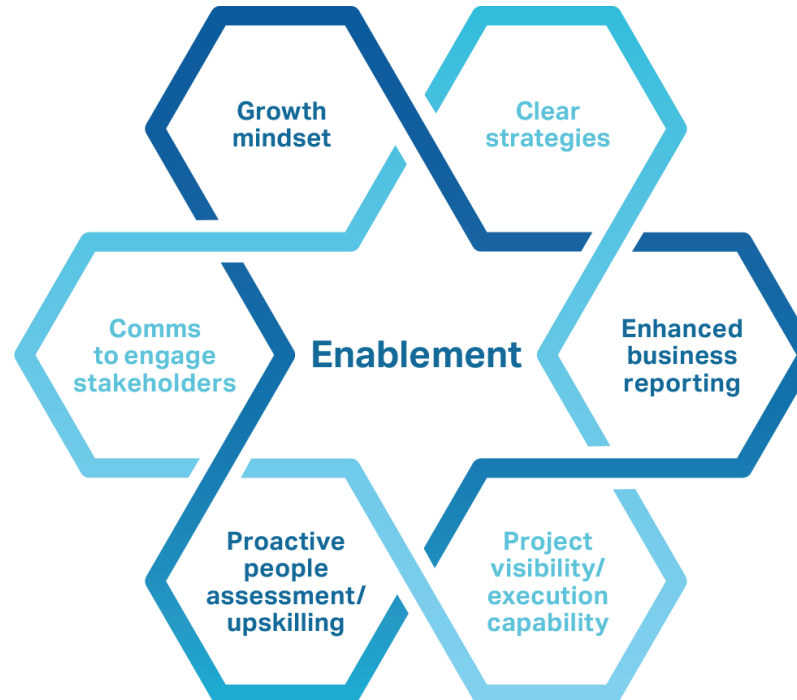 Growth
mindset
Clear
strategies
Comms
to engage
stakeholders
Enablement
Enhanced
business
reporting
Proactive
people
assessment/
upskilling
Project
visibility/
execution
capability